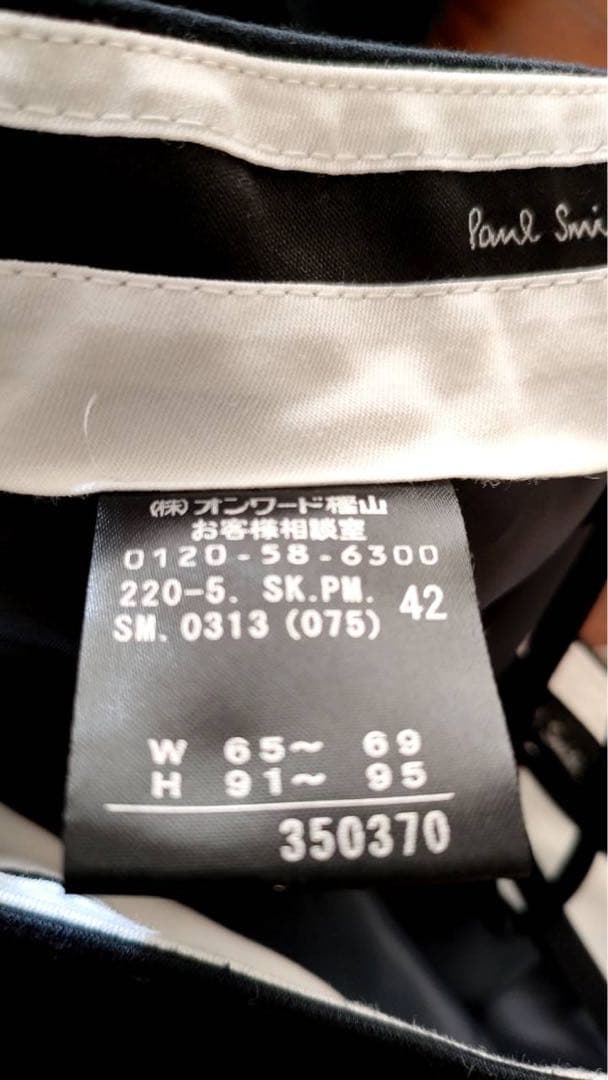 Paul Smi
(株)オンワード樫山
お客様相談室
0120-58-6300
220-5. SK.PM. 42
SM.0313(075)
W 65~ 69
H 91~ 95
350370